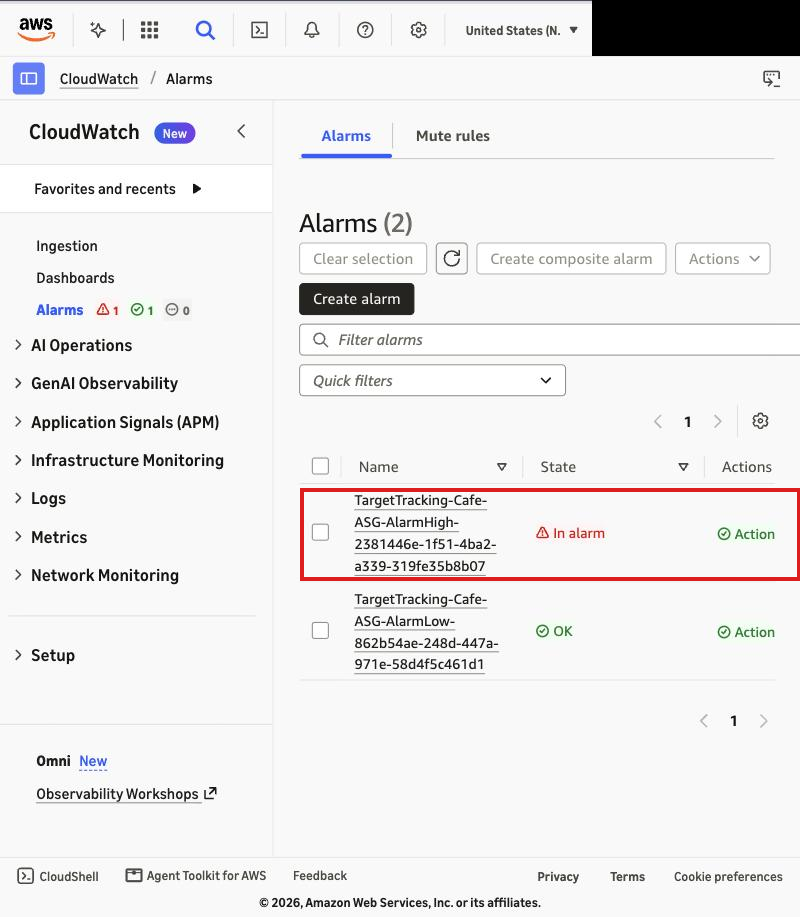 aws
United States (N.
CloudWatch / Alarms
CloudWatch New
Favorites and recents
Ingestion
Dashboards
Alarms 1 1 0
AI Operations
GenAI Observability
Application Signals (APM)
Infrastructure Monitoring
Logs
Metrics
Network Monitoring
Setup
Omni New
Observability Workshops
Alarms Mute rules
Alarms (2)
Clear selection Create composite alarm Actions
Create alarm
Filter alarms
Quick filters
1
Name State Actions
TargetTracking-Cafe-
ASG-AlarmHigh-
2381446e-1f51-4ba2-
a339-319fe35b8b07
In alarm
Action
TargetTracking-Cafe-
ASG-AlarmLow-
862b54ae-248d-447a-
971e-58d4f5c461d1
OK
Action
1
CloudShell Agent Toolkit for AWS Feedback Privacy Terms Cookie preferences
© 2026, Amazon Web Services, Inc. or its affiliates.